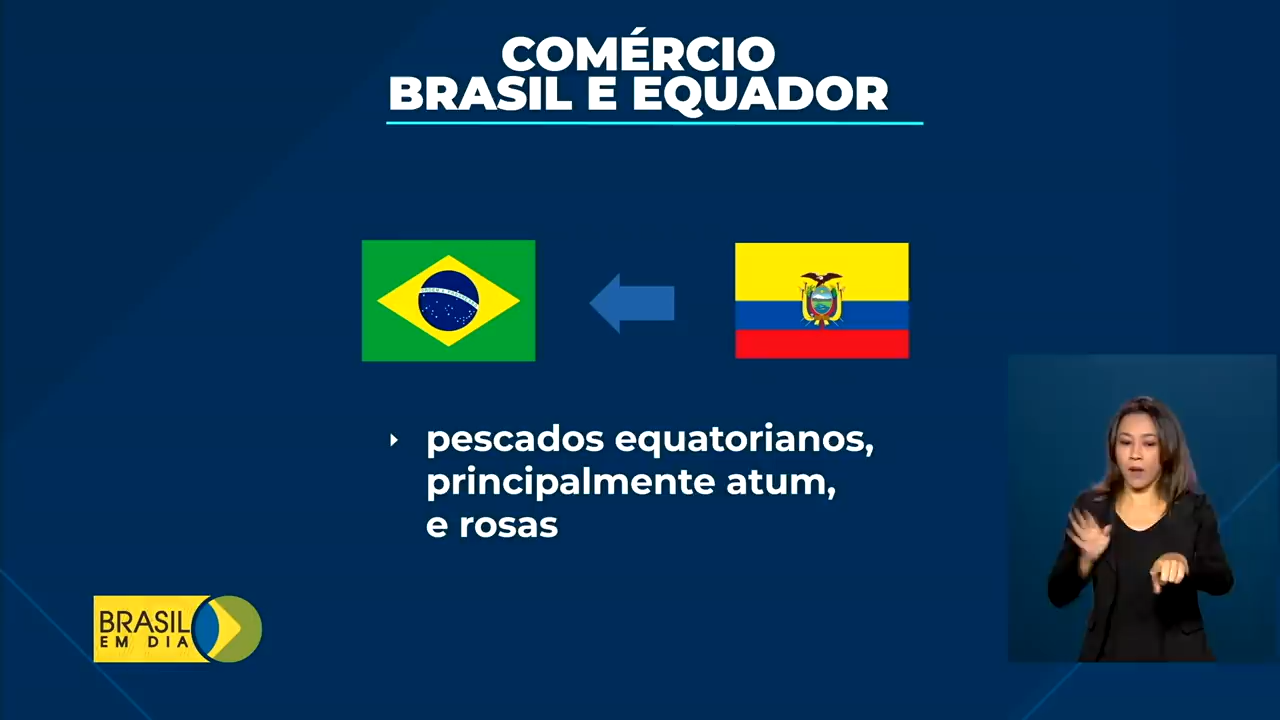 COMÉRCIO
BRASIL E EQUADOR
pescados equatorianos,
principalmente atum,
e rosas
BRASIL
EM DIA